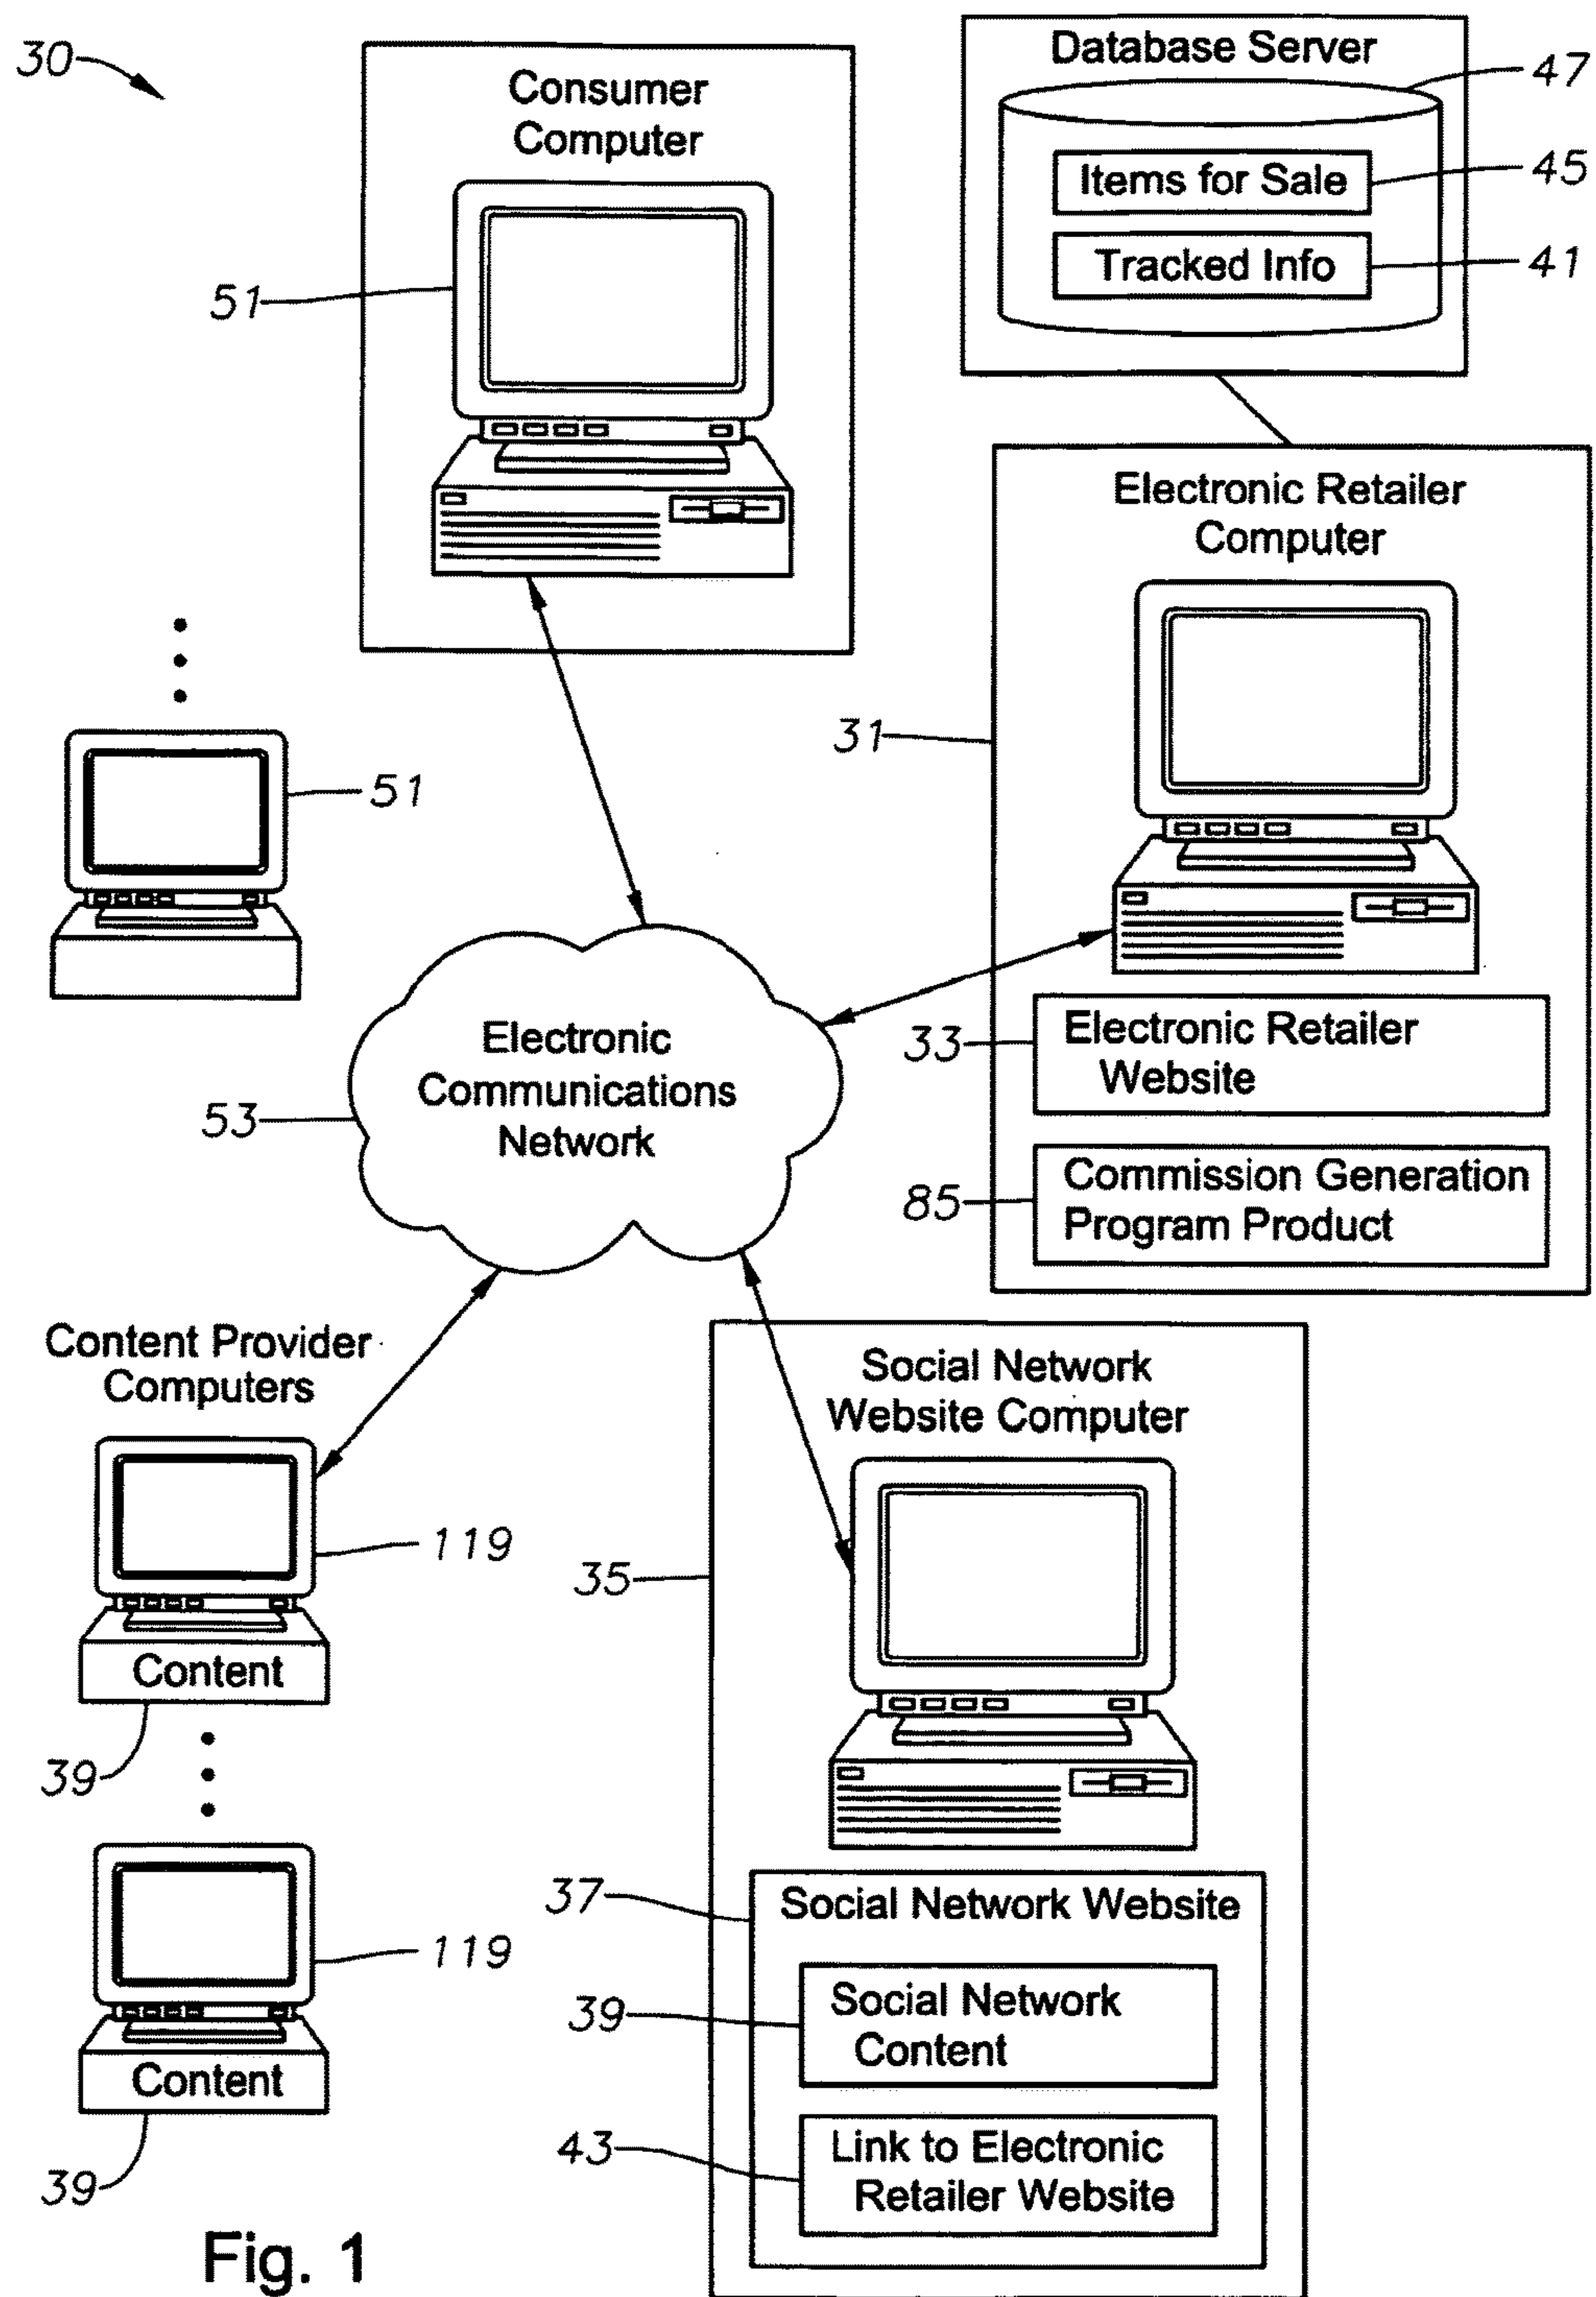 30
Consumer
Computer
51
Database Server
47
Items for Sale
45
Tracked Info
41
51
Electronic Retailer
Computer
31
Electronic Retailer
Website
33
Commission Generation
Program Product
85
Electronic
Communications
Network
53
Content Provider
Computers
119
Content
39
119
Content
39
Social Network
Website Computer
35
37
Social Network Website
39
Social Network
Content
43
Link to Electronic
Retailer Website
Fig. 1